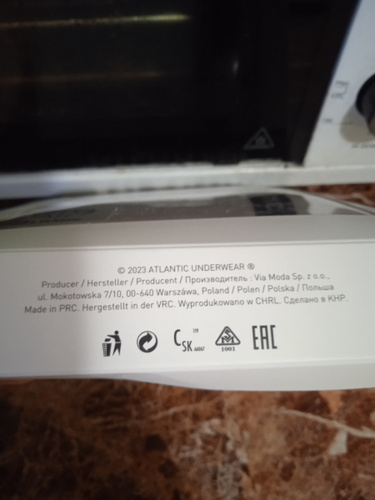 © 2023 ATLANTIC UNDERWEAR ®
Producer / Hersteller / Producent / Производитель : Via Moda Sp. z o.o.,
ul. Mokotowska 7/10, 00-640 Warszawa, Poland / Polen / Polska / Польша
Made in PRC. Hergestellt in der VRC. Wyprodukowano w CHRL. Сделано в КНР.
CSK 1001 EAC